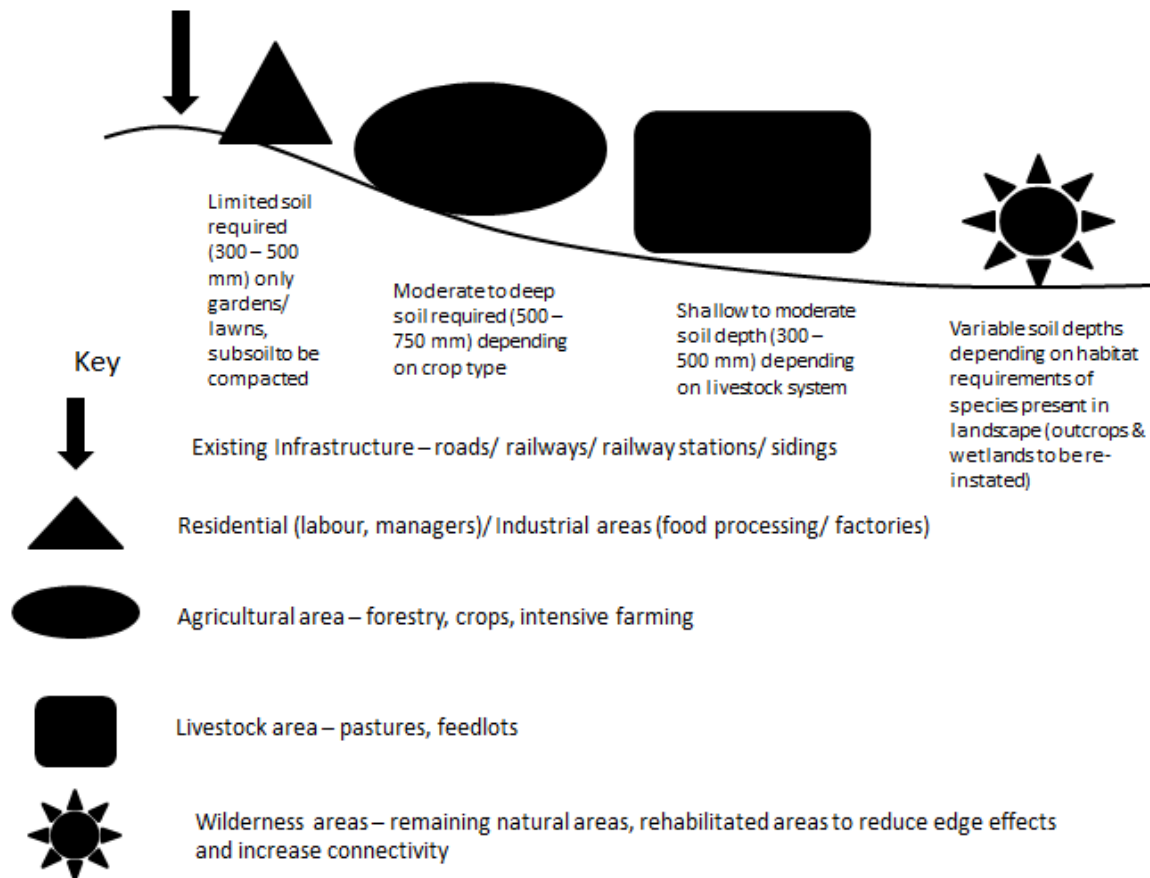 Limited soil
required
(300 – 500
mm) only
gardens/
lawns,
subsoil to be
compacted
Moderate to deep
soil required (500 –
750 mm) depending
on crop type
Shallow to moderate
soil depth (300 –
500 mm) depending
on livestock system
Variable soil depths
depending on habitat
requirements of
species present in
landscape (outcrops &
wetlands to be re-
instated)
Key
Existing Infrastructure – roads/ railways/ railway stations/ sidings
Residential (labour, managers)/ Industrial areas (food processing/ factories)
Agricultural area – forestry, crops, intensive farming
Livestock area – pastures, feedlots
Wilderness areas – remaining natural areas, rehabilitated areas to reduce edge effects
and increase connectivity